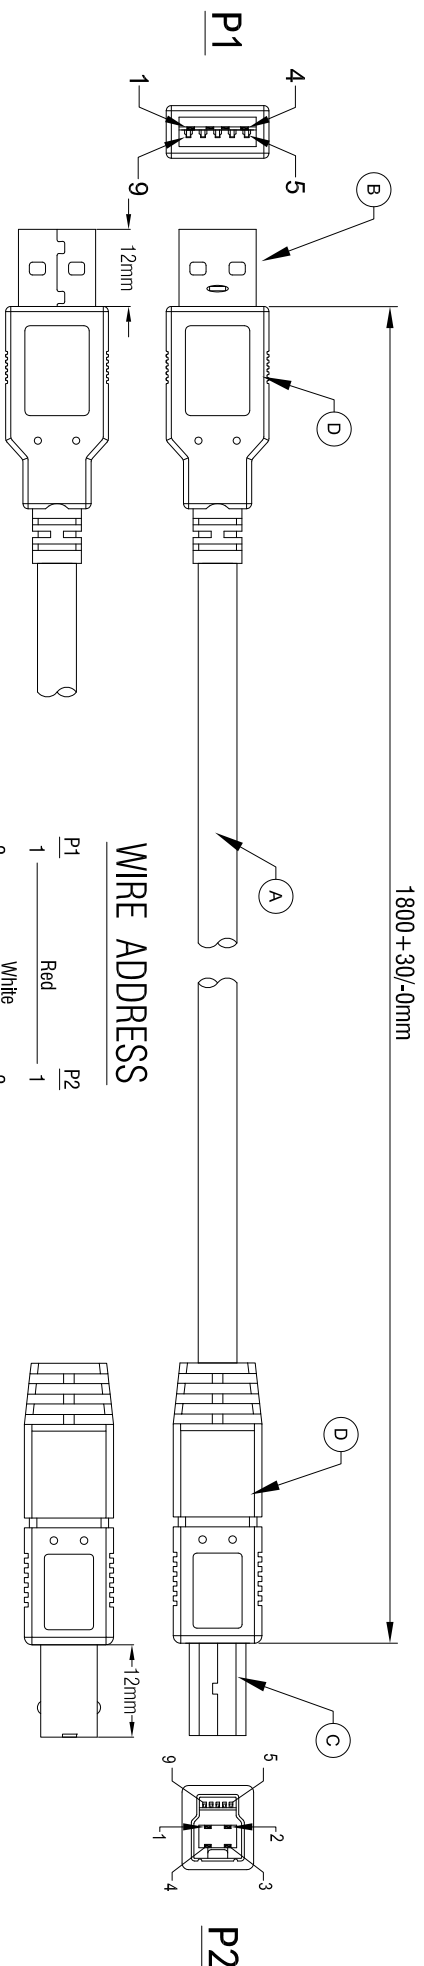 1800+30/-0mm
B
D
A
D
C
P1
4 5
1 9
5 2 3
9 1 4
P2
12mm
12mm
WIRE ADDRESS
P1 P2
1 Red 1
White